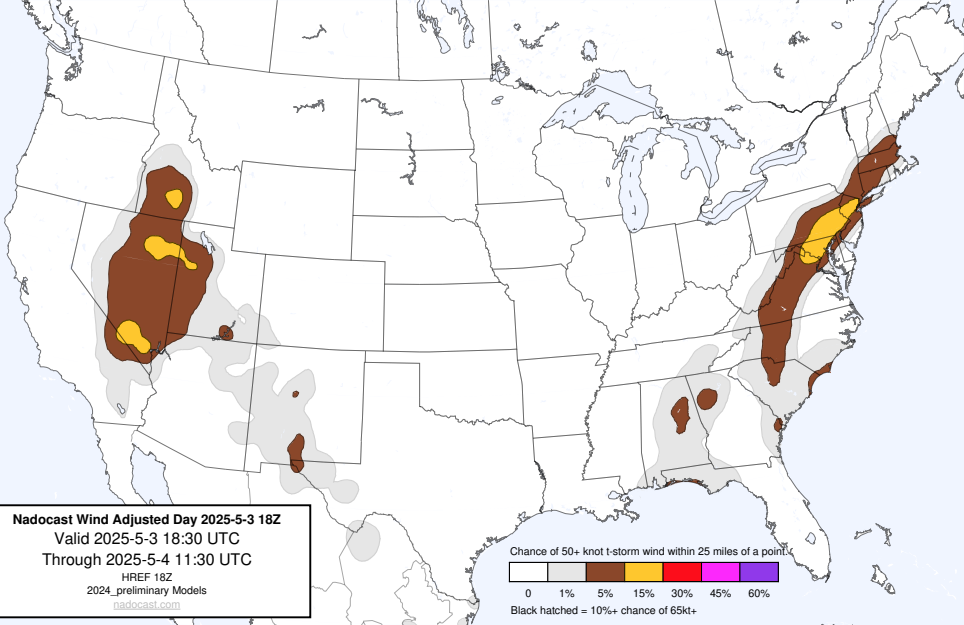 Nadocast Wind Adjusted Day 2025-5-3 18Z
Valid 2025-5-3 18:30 UTC
Through 2025-5-4 11:30 UTC
HREF 18Z
2024_preliminary Models
nadocast.com
Chance of 50+ knot t-storm wind within 25 miles of a point.
0 1% 5% 15% 30% 45% 60%
Black hatched = 10%+ chance of 65kt+